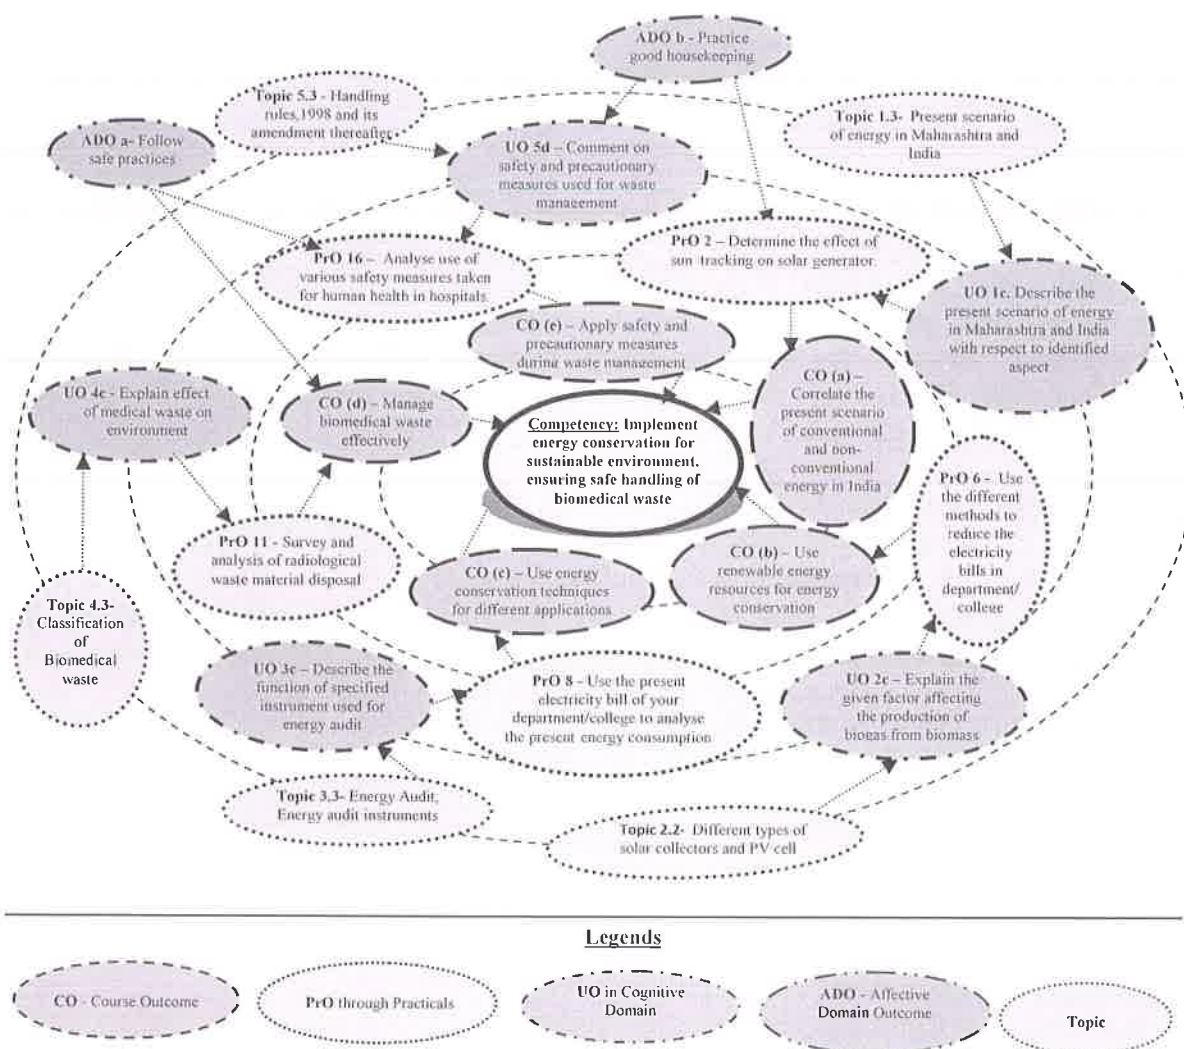 ADO b - Practice
good housekeeping
Topic 5.3 - Handling
rules,1998 and its
amendment thereafter
Topic 1.3- Present scenario
of energy in Maharashtra and
India
ADO a- Follow
safe practices
UO 5d – Comment on
safety and precautionary
measures used for waste
management
PrO 16 – Analyse use of
various safety measures taken
for human health in hospitals.
PrO 2 – Determine the effect of
sun tracking on solar generator.
UO 1c. Describe the
present scenario of energy
in Maharashtra and India
with respect to identified
aspect
CO (e) – Apply safety and
precautionary measures
during waste management
UO 4c - Explain effect
of medical waste on
environment
CO (d) – Manage
biomedical waste
effectively
Competency: Implement
energy conservation for
sustainable environment,
ensuring safe handling of
biomedical waste
CO (a) –
Correlate the
present scenario
of conventional
and non-
conventional
energy in India
PrO 6 - Use
the different
methods to
reduce the
electricity
bills in
department/
college
PrO 11 - Survey and
analysis of radiological
waste material disposal
CO (c) – Use energy
conservation techniques
for different applications
CO (b) – Use
renewable energy
resources for energy
conservation
Topic 4.3-
Classification
of
Biomedical
waste
UO 3c – Describe the
function of specified
instrument used for
energy audit
PrO 8 - Use the present
electricity bill of your
department/college to analyse
the present energy consumption
UO 2c - Explain the
given factor affecting
the production of
biogas from biomass
Topic 3.3- Energy Audit,
Energy audit instruments
Topic 2.2- Different types of
solar collectors and PV cell
Legends
CO - Course Outcome
PrO through Practicals
UO in Cognitive
Domain
ADO - Affective
Domain Outcome
Topic